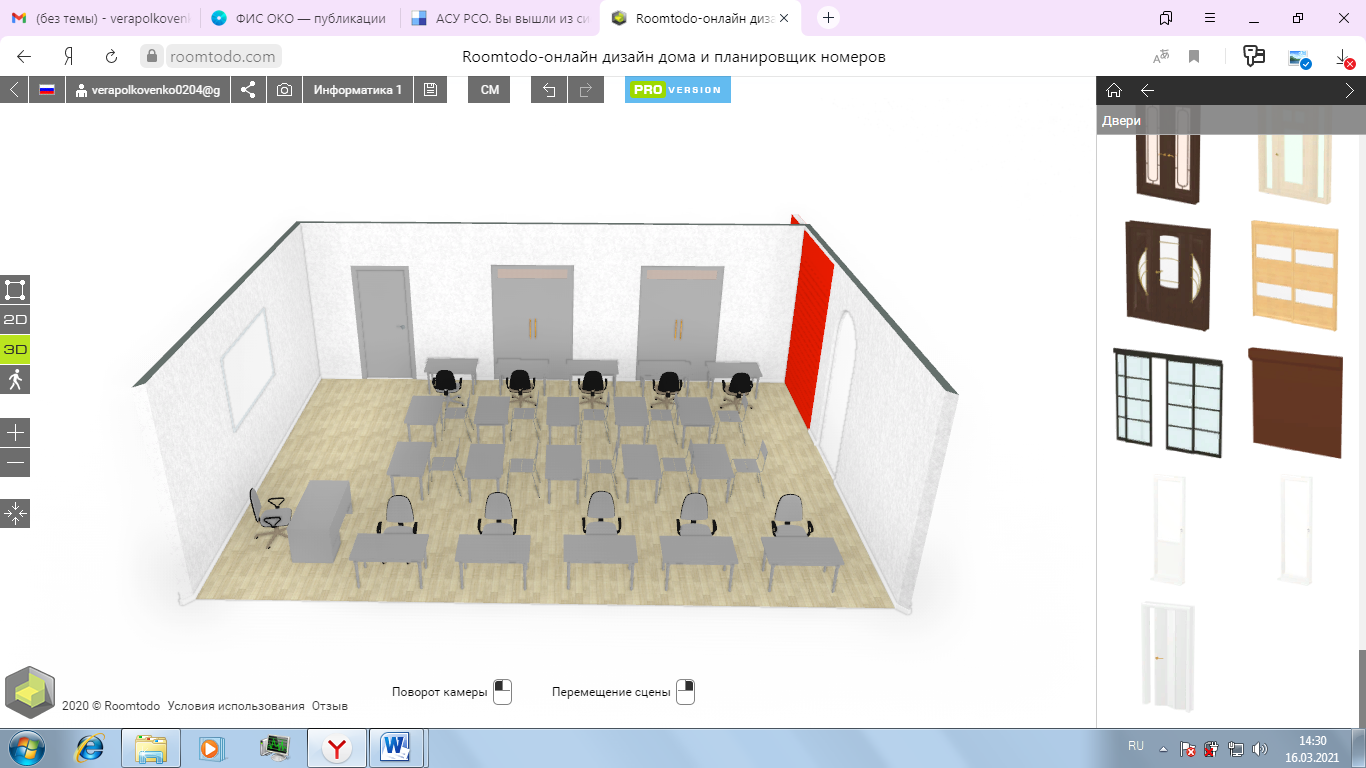 (без темы) - verapolkovenk
ФИС ОКО — публикации
АСУ РСО. Вы вышли из си
Roomtodo-онлайн диза
roomtodo.com
Roomtodo-онлайн дизайн дома и планировщик номеров
verapolkovenko0204@g
Информатика 1
СМ
PRO VERSION
Двери
2D
3D
Поворот камеры
Перемещение сцены
2020 © Roomtodo Условия использования Отзыв
RU
14:30
16.03.2021